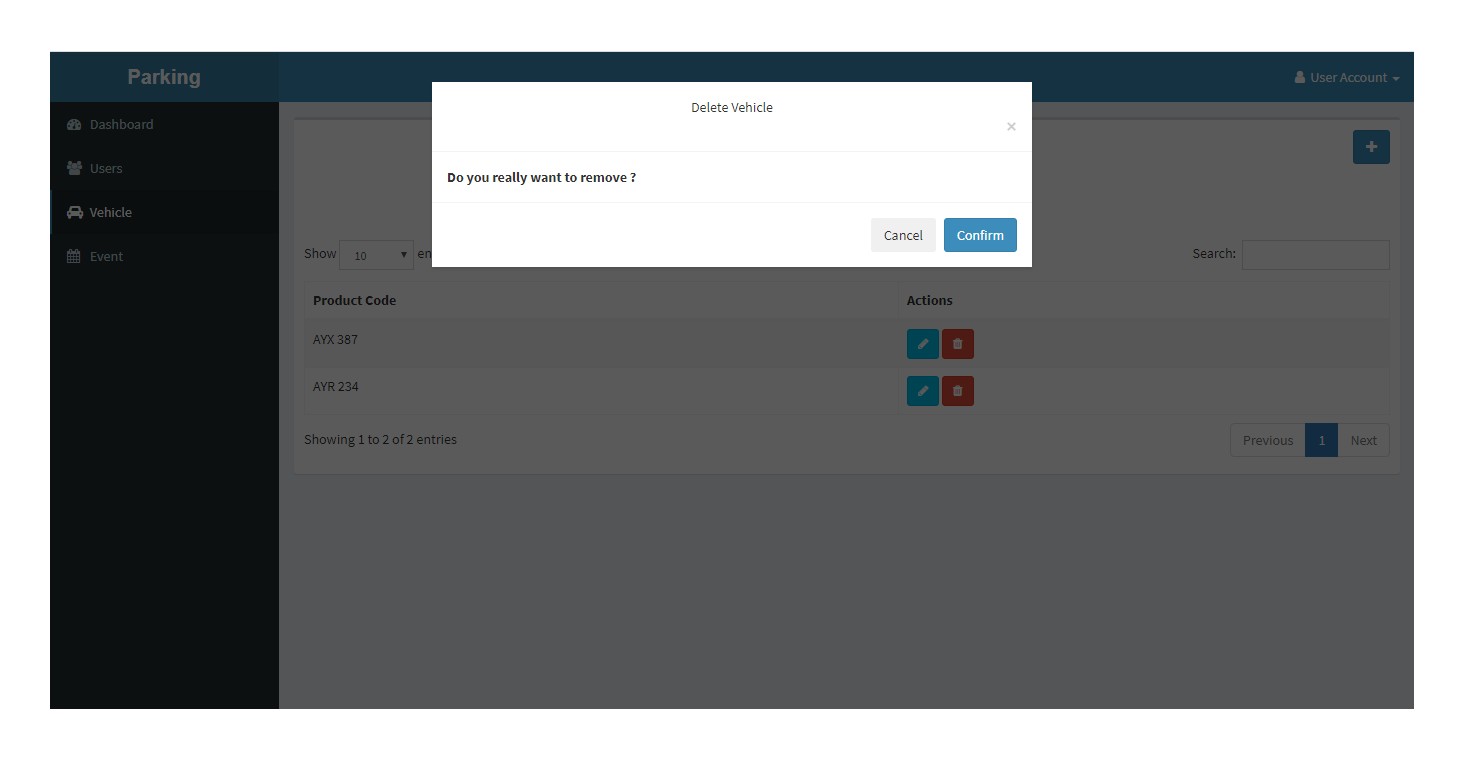 Parking
User Account
Dashboard
Users
Vehicle
Event
Delete Vehicle
×
Do you really want to remove ?
Cancel
Confirm
Show 10 en
Search:
Product Code Actions
AYX 387
AYR 234
Showing 1 to 2 of 2 entries
Previous 1 Next